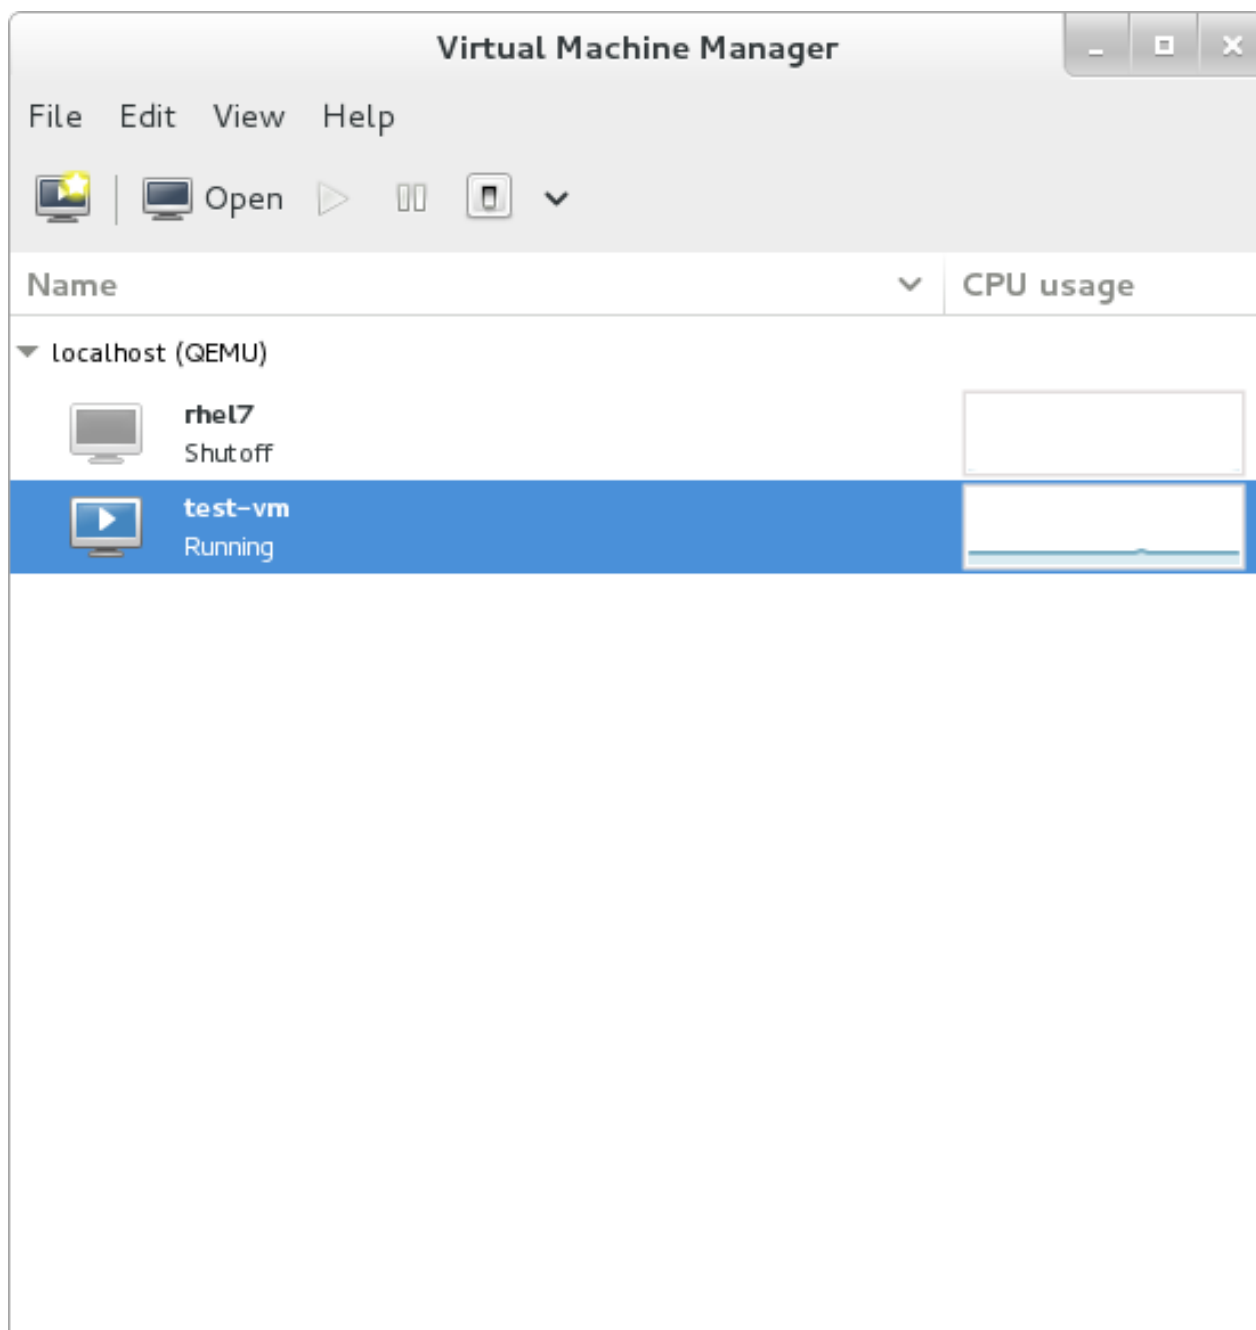 Virtual Machine Manager
File Edit View Help
Open
Name CPU usage
localhost (QEMU)
rhel7
Shutoff
test-vm
Running